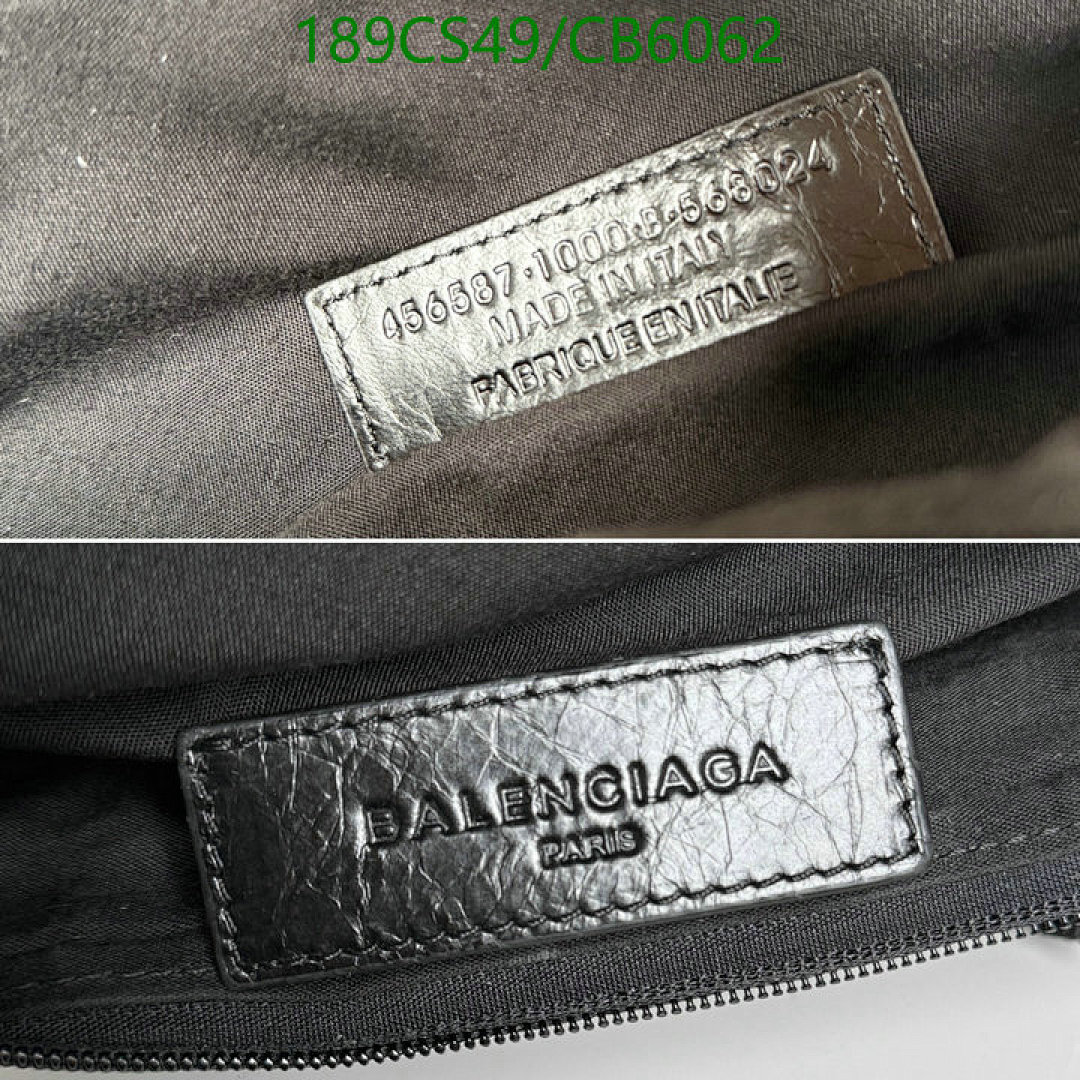 189CS49/CB6062
456587·1000·B·568024
MADE IN ITALY
FABRIQUE EN ITALIE
BALENCIAGA
PARIS